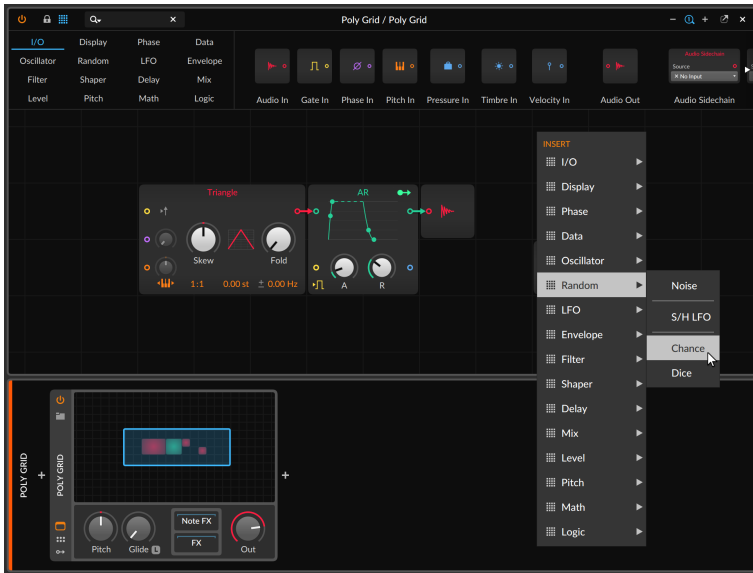 Poly Grid / Poly Grid
I/O Display Phase Data
Oscillator Random LFO Envelope
Filter Shaper Delay Mix
Level Pitch Math Logic
Audio In Gate In Phase In Pitch In Pressure In Timbre In Velocity In Audio Out
Audio Sidechain
Source
× No Input
Audio Sidechain
Triangle
Skew
Fold
1:1 0.00 st ± 0.00 Hz
AR
A R
INSERT
I/O
Display
Phase
Data
Oscillator
Random
LFO
Envelope
Filter
Shaper
Delay
Mix
Level
Pitch
Math
Logic
Noise
S/H LFO
Chance
Dice
POLY GRID
+
POLY GRID
Pitch
Glide L
Note FX
FX
Out
+